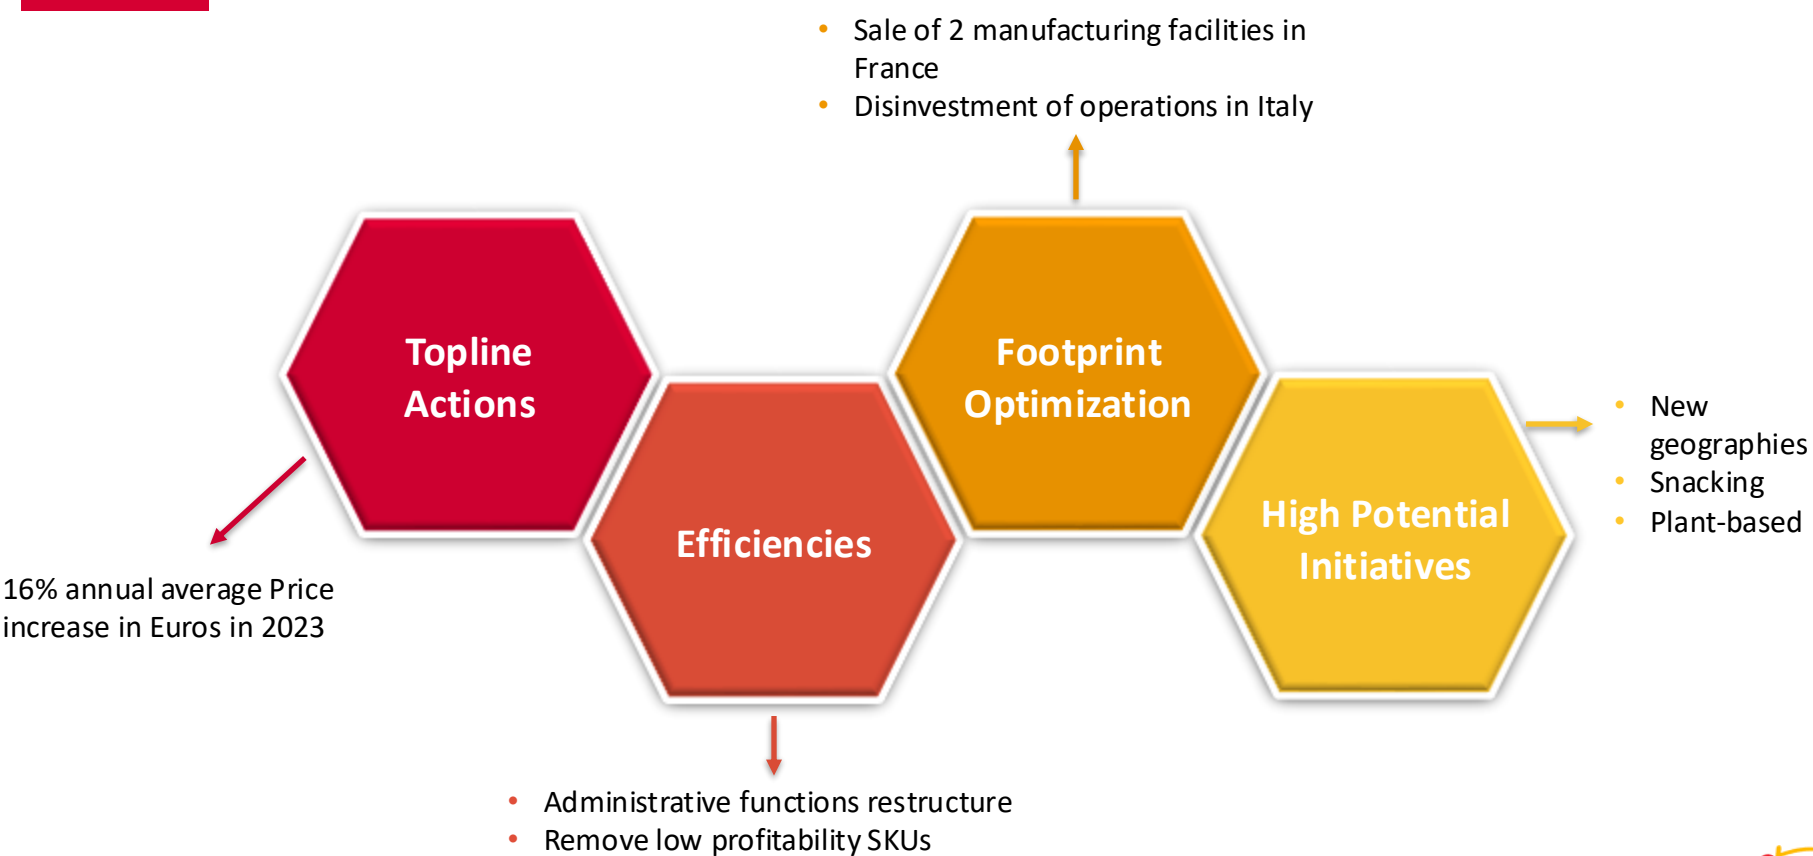 • Sale of 2 manufacturing facilities in
France
• Disinvestment of operations in Italy
Topline
Actions
Footprint
Optimization
Efficiencies
High Potential
Initiatives
• New
geographies
• Snacking
• Plant-based
16% annual average Price
increase in Euros in 2023
• Administrative functions restructure
• Remove low profitability SKUs